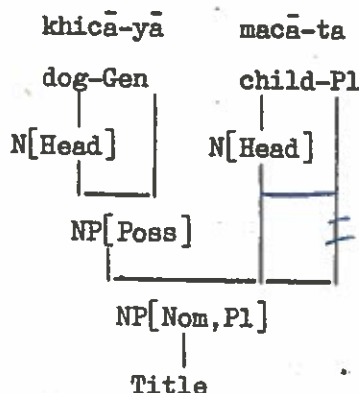 khicā-yā macā-ta
dog-Gen child-Pl
N[Head] N[Head]
NP[Poss]
NP[Nom,Pl]
Title